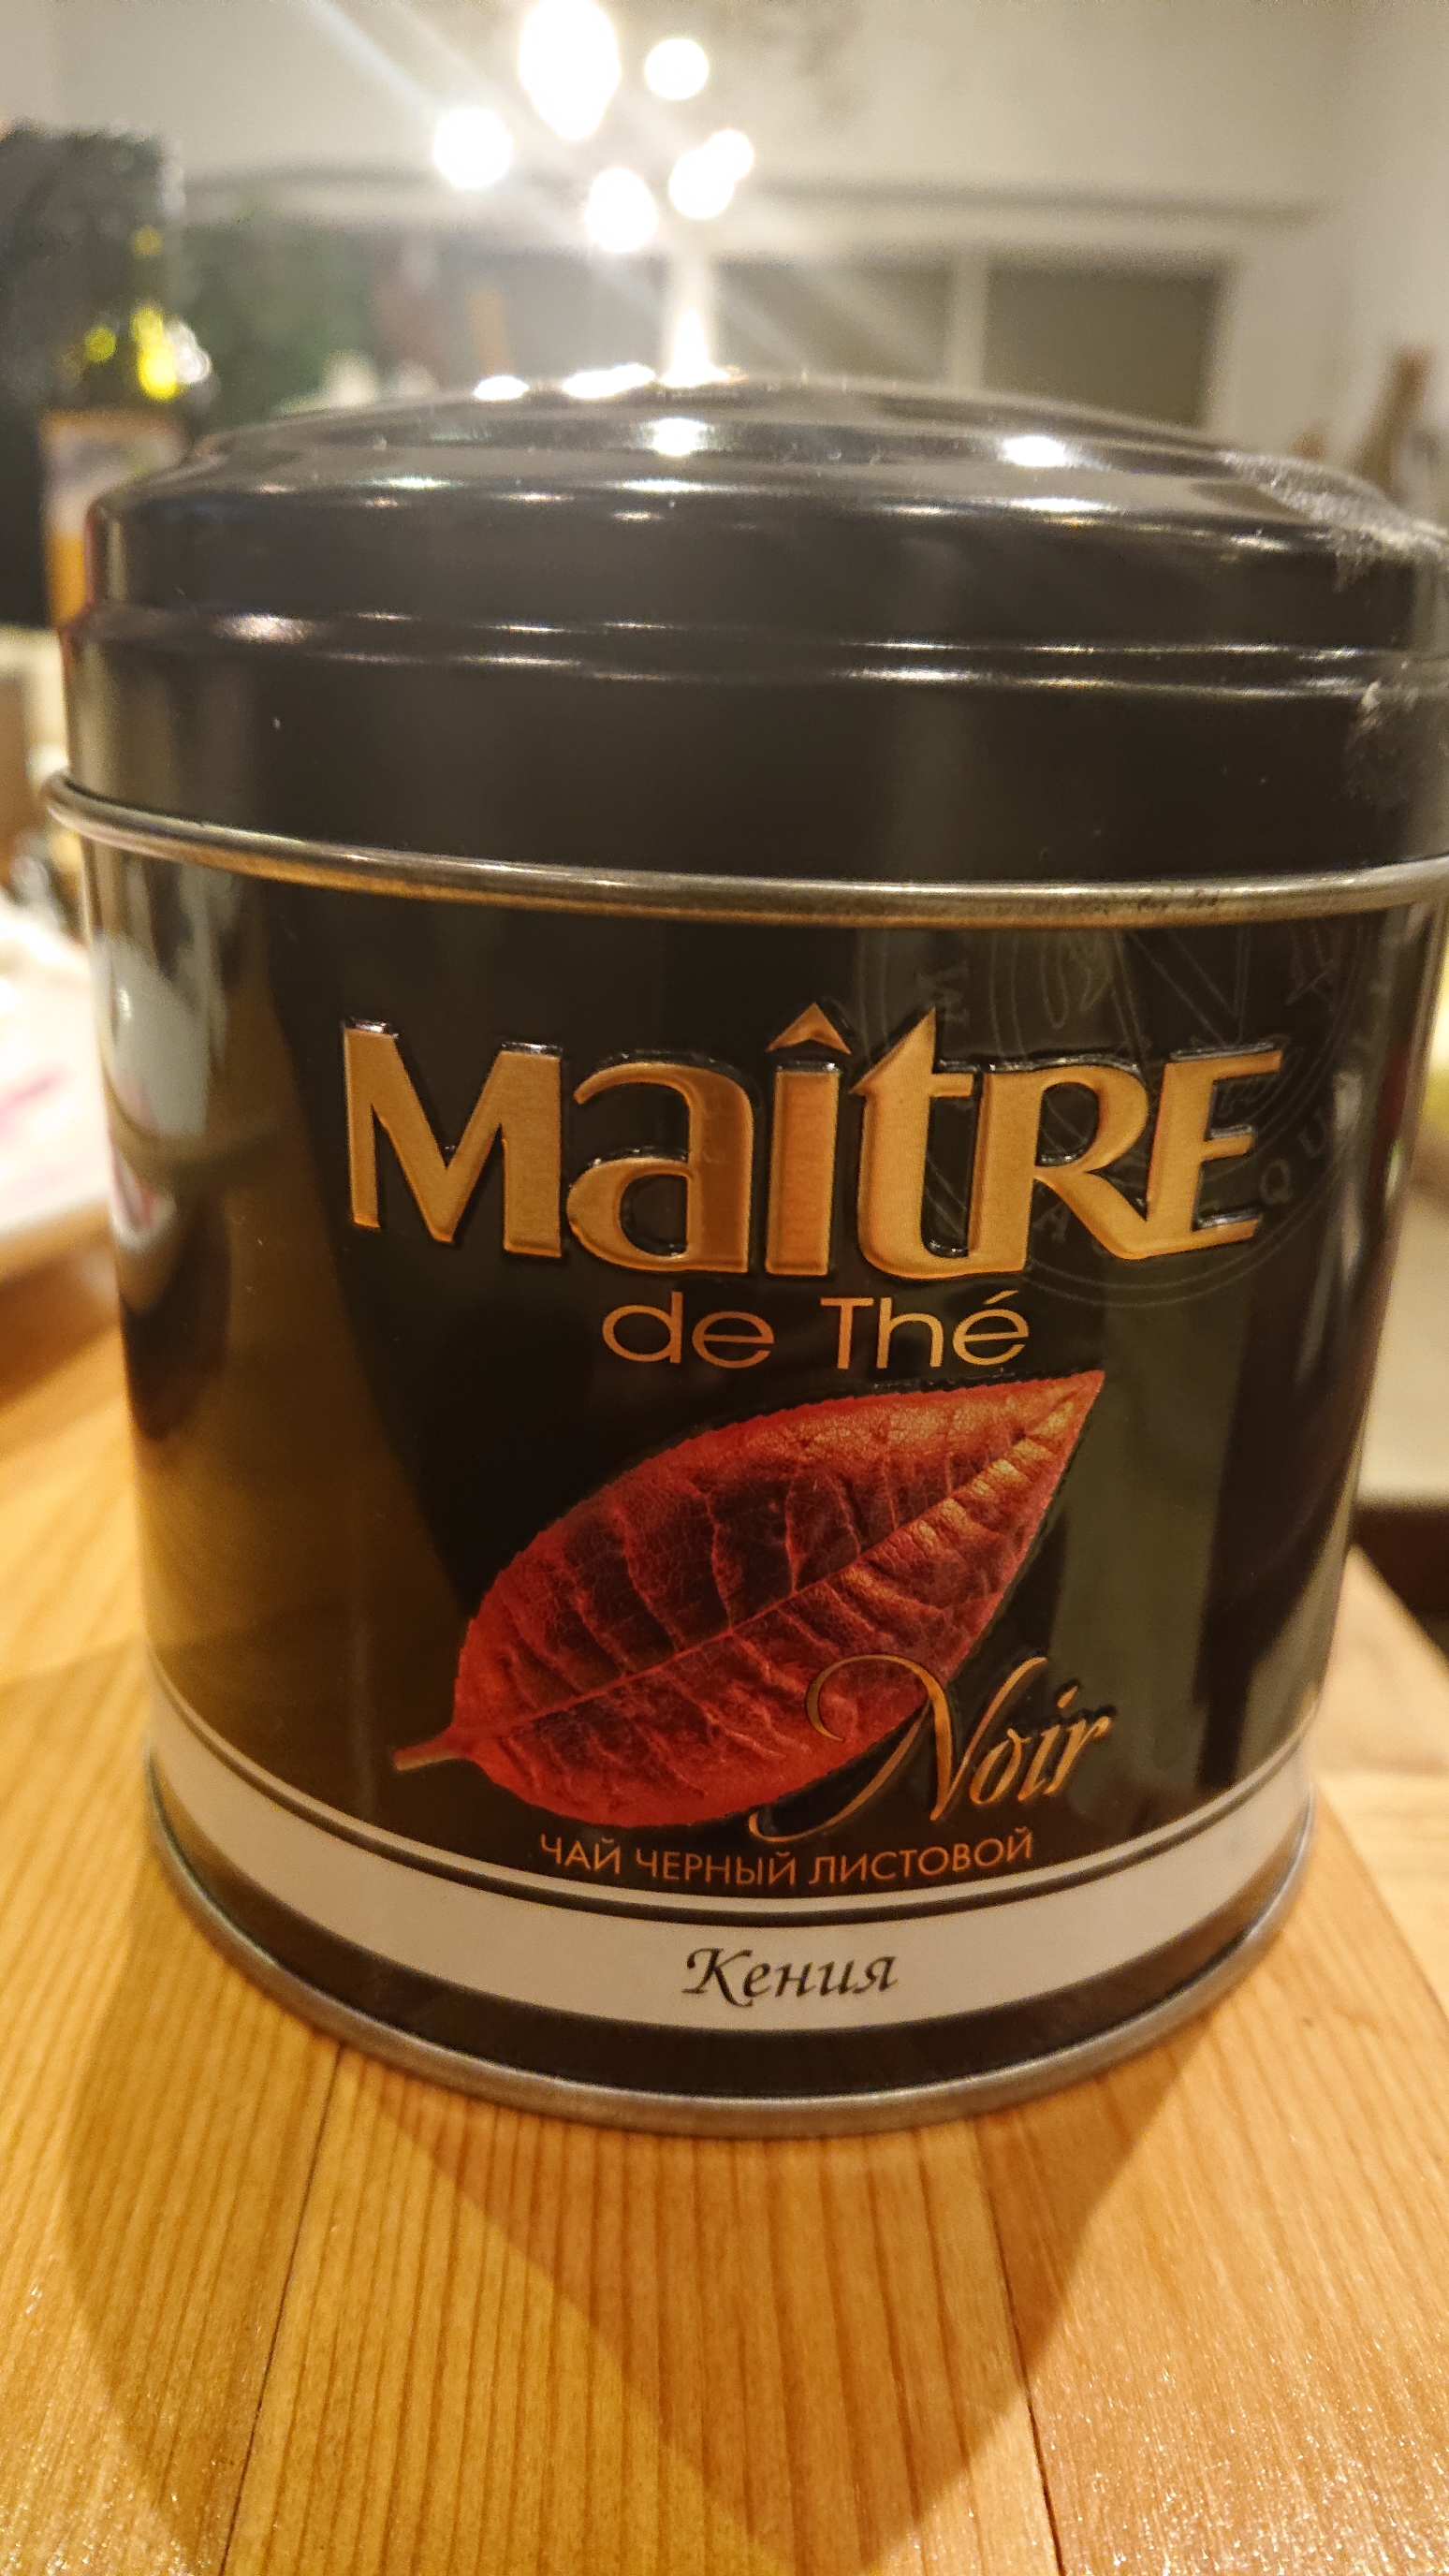 MaîtRE
de Thé
Noir
ЧАЙ ЧЕРНЫЙ ЛИСТОВОЙ
Кения